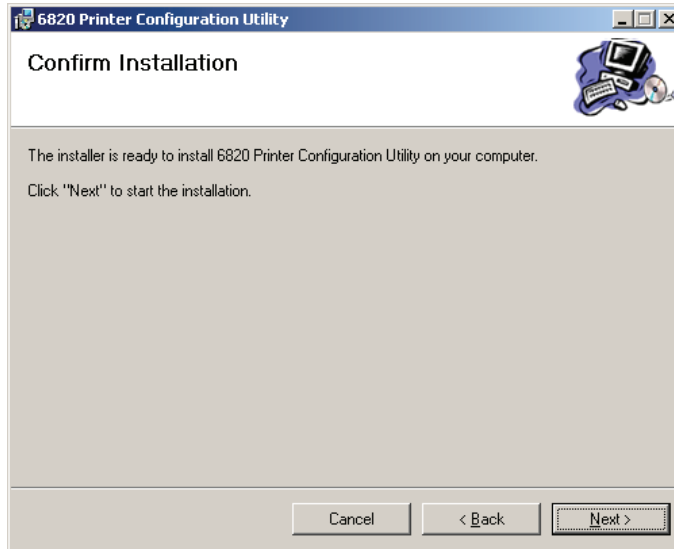 6820 Printer Configuration Utility
Confirm Installation
The installer is ready to install 6820 Printer Configuration Utility on your computer.
Click "Next" to start the installation.
Cancel
< Back
Next >